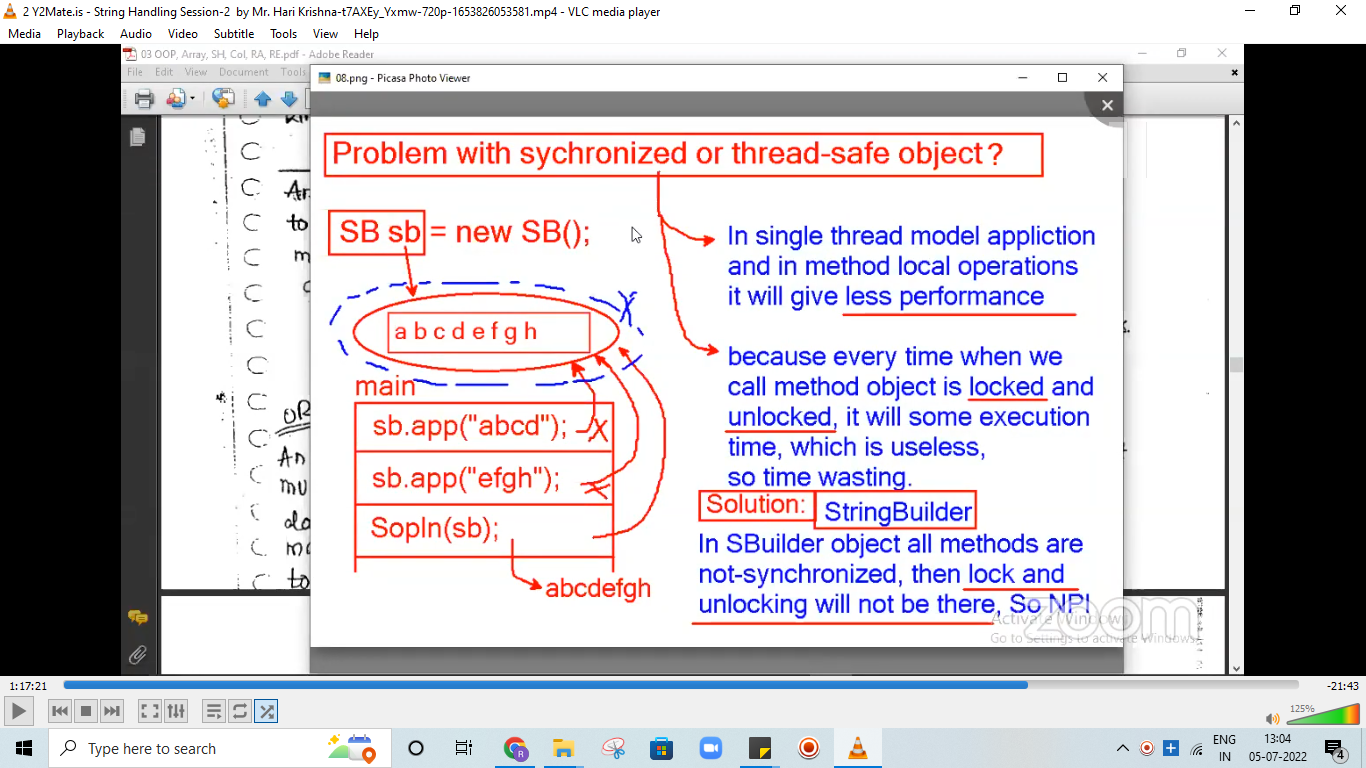 2 Y2Mate.is - String Handling Session-2 by Mr. Hari Krishna-t7AXEy_Yxmw-720p-1653826053581.mp4 - VLC media player
Media Playback Audio Video Subtitle Tools View Help
03 OOP, Array, SH, Col, RA, RE.pdf - Adobe Reader
File Edit View Document Tools
08.png - Picasa Photo Viewer
Problem with sychronized or thread-safe object?
SB sb = new SB();
a b c d e f g h
main
sb.app("abcd");
sb.app("efgh");
Sopln(sb);
abcdefgh
In single thread model appliction
and in method local operations
it will give less performance
because every time when we
call method object is locked and
unlocked, it will some execution
time, which is useless,
so time wasting.
Solution: StringBuilder
In SBuilder object all methods are
not-synchronized, then lock and
unlocking will not be there, So NPI
zoom
Activate Windows
Go to Settings to activate Windows.
Ar
to
m
OR
An
mu
to
1:17:21
-21:43
125%
Type here to search
ENG
IN
13:04
05-07-2022
4